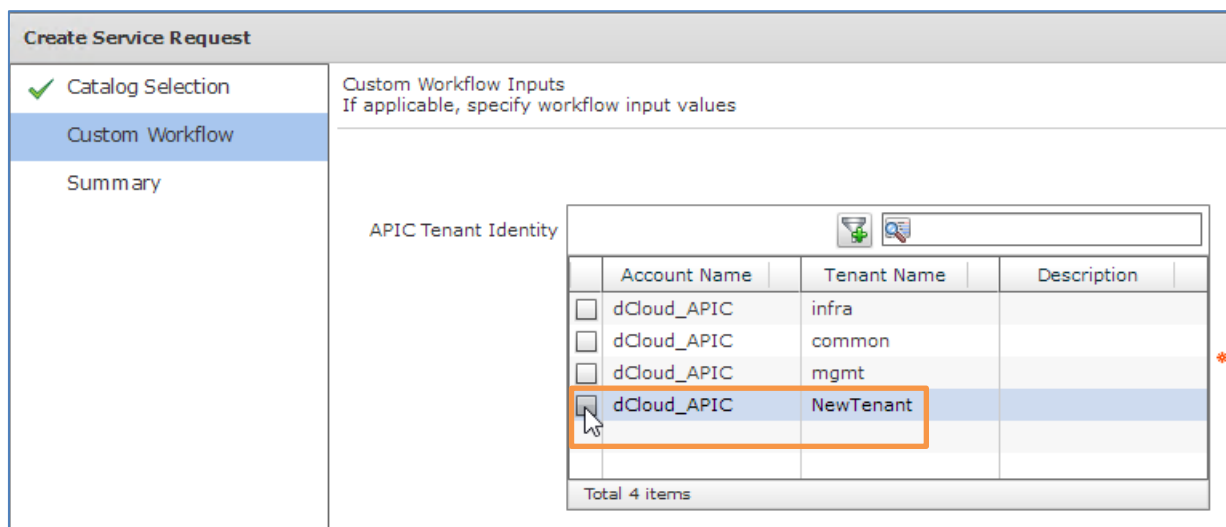 Create Service Request
Catalog Selection
Custom Workflow
Summary
Custom Workflow Inputs
If applicable, specify workflow input values
APIC Tenant Identity
Account Name Tenant Name Description
dCloud_APIC infra
dCloud_APIC common
dCloud_APIC mgmt
dCloud_APIC NewTenant
Total 4 items